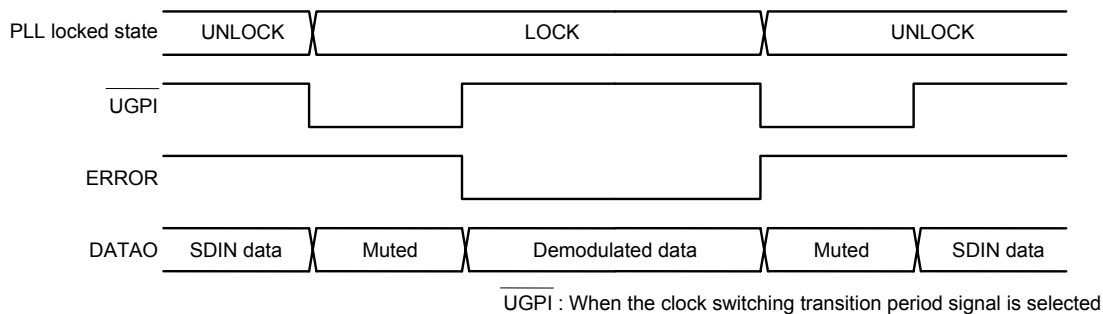 PLL locked state UNLOCK LOCK UNLOCK
UGPI
ERROR
DATAO SDIN data Muted Demodulated data Muted SDIN data
UGPI : When the clock switching transition period signal is selected